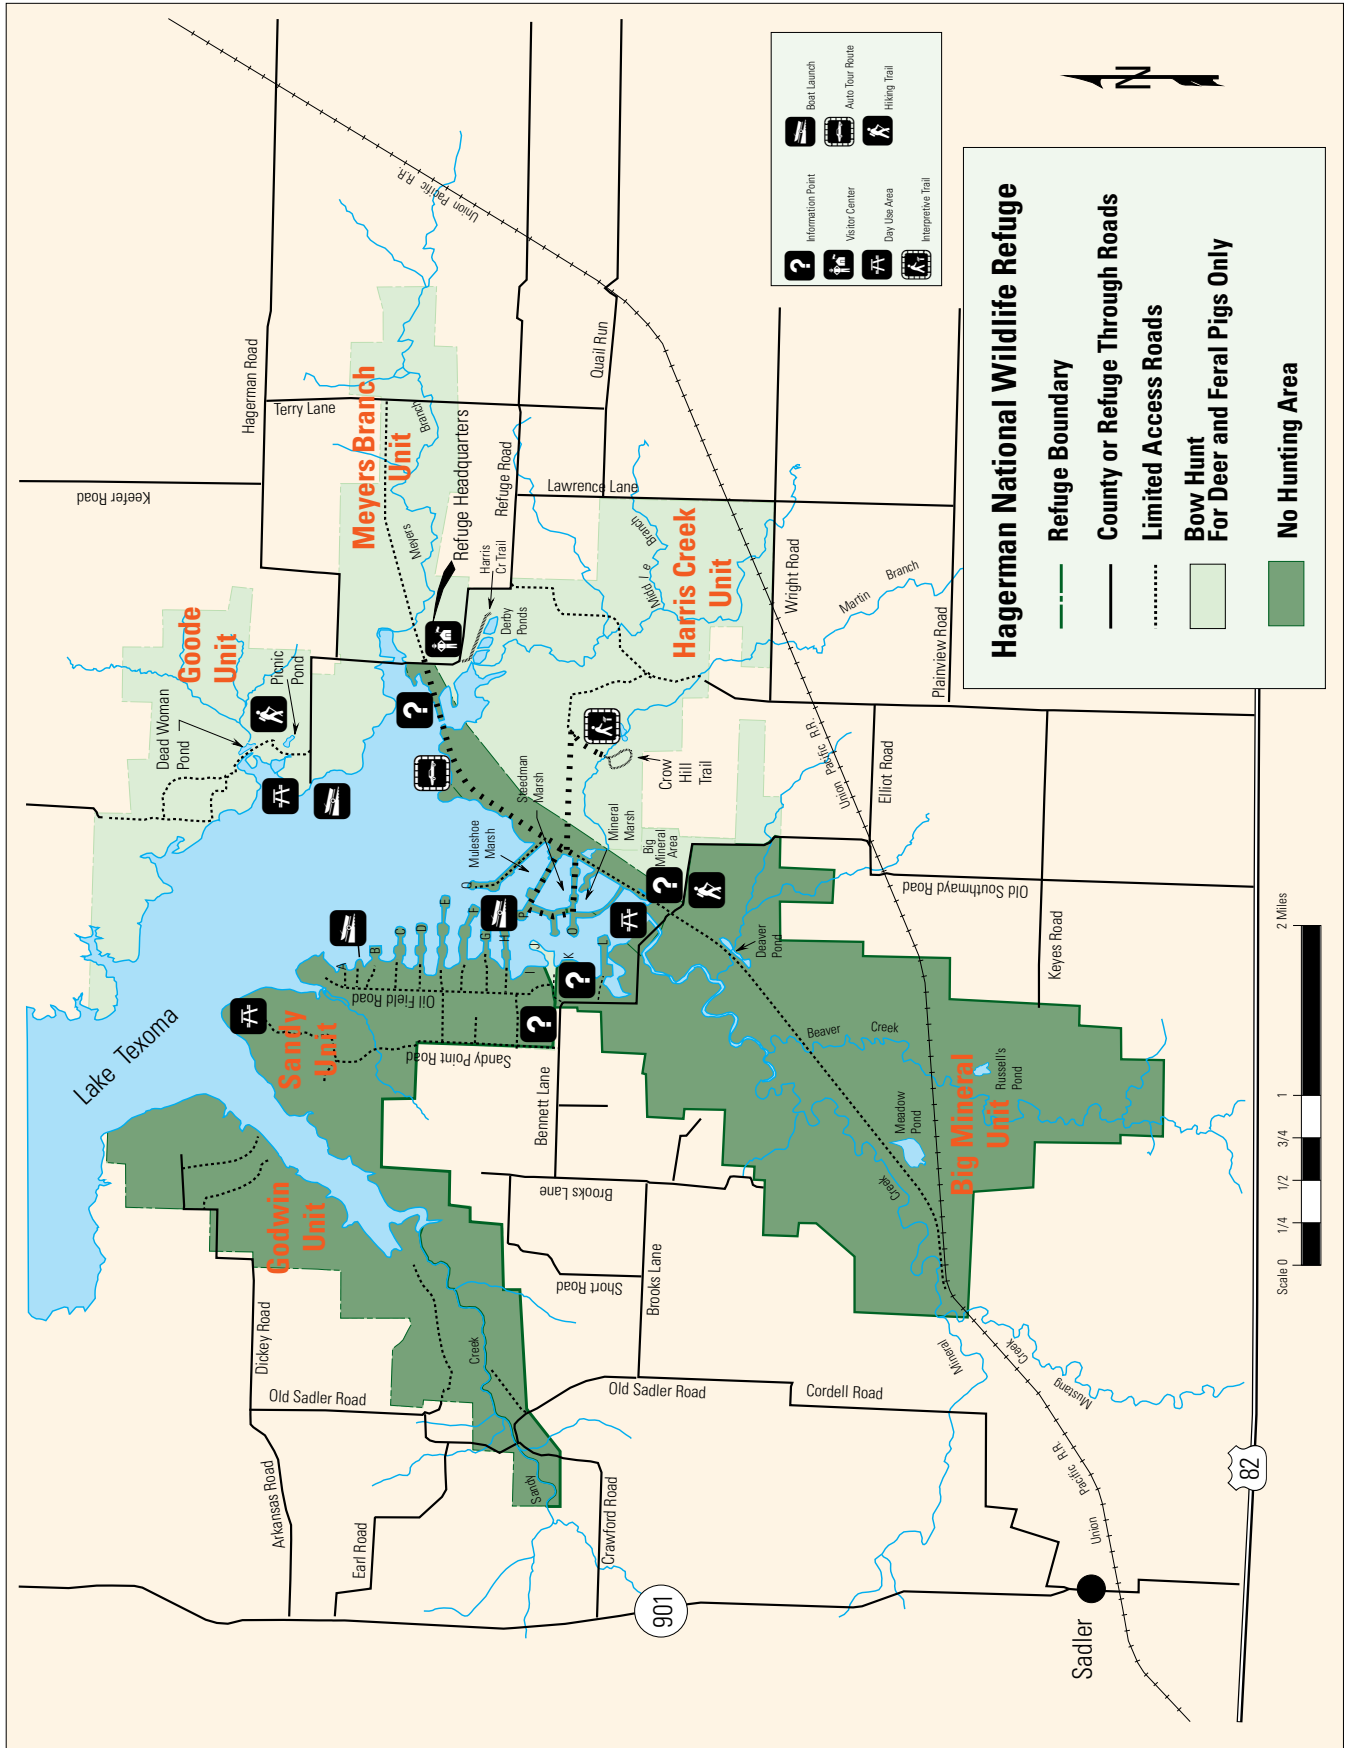 Hagerman National Wildlife Refuge
Refuge Boundary
County or Refuge Through Roads
Limited Access Roads
Bow Hunt
For Deer and Feral Pigs Only
No Hunting Area
?
Information Point
Visitor Center
Day Use Area
Interpretive Trail
Boat Launch
Auto Tour Route
Hiking Trail
N
Lake Texoma
Godwin
Unit
Sandy
Unit
Goode
Unit
Meyers Branch
Unit
Harris Creek
Unit
Big Mineral
Unit
Keefer Road
Hagerman Road
Terry Lane
Union Pacific R.R.
Quail Run
Refuge Headquarters
Refuge Road
Lawrence Lane
Meyers
Branch
Harris
Cr Trail
Derby
Ponds
Middle
Branch
Wright Road
Martin
Branch
Plainview Road
Dead Woman
Pond
Picnic
Pond
Crow
Hill
Trail
Steedman
Marsh
Muleshoe
Marsh
Mineral
Marsh
Big
Mineral
Area
?
?
?
?
A
B
C
D
E
F
G
H
I
J
K
L
O
P
Q
Oil Field Road
Sandy Point Road
Bennett Lane
Brooks Lane
Short Road
Brooks Lane
Deaver
Pond
Beaver
Creek
Meadow
Pond
Russell's
Pond
Creek
Union Pacific R.R.
Elliot Road
Old Southmayd Road
Keyes Road
Dickey Road
Old Sadler Road
Arkansas Road
Earl Road
Crawford Road
Creek
Sandy
Old Sadler Road
Cordell Road
Mineral
Creek
Mustang
Union
Pacific R.R.
901
Sadler
82
Scale 0
1/4
1/2
3/4
1
2 Miles